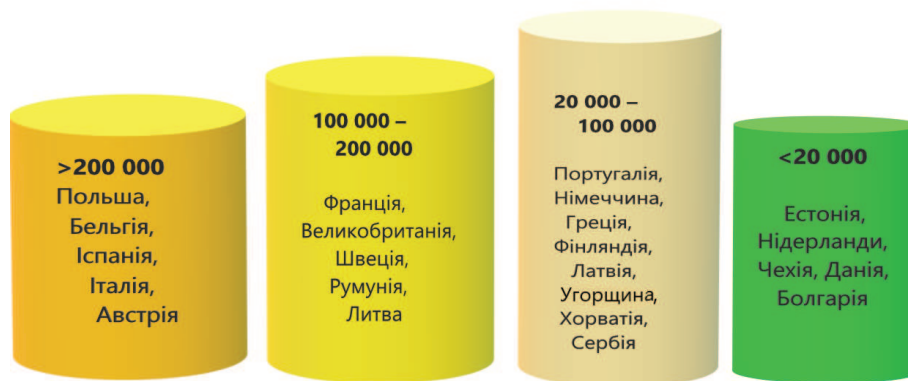 >200 000
Польша,
Бельгія,
Іспанія,
Італія,
Австрія
100 000 –
200 000
Франція,
Великобританія,
Швеція,
Румунія,
Литва
20 000 –
100 000
Португалія,
Німеччина,
Греція,
Фінляндія,
Латвія,
Угорщина,
Хорватія,
Сербія
<20 000
Естонія,
Нідерланди,
Чехія, Данія,
Болгарія